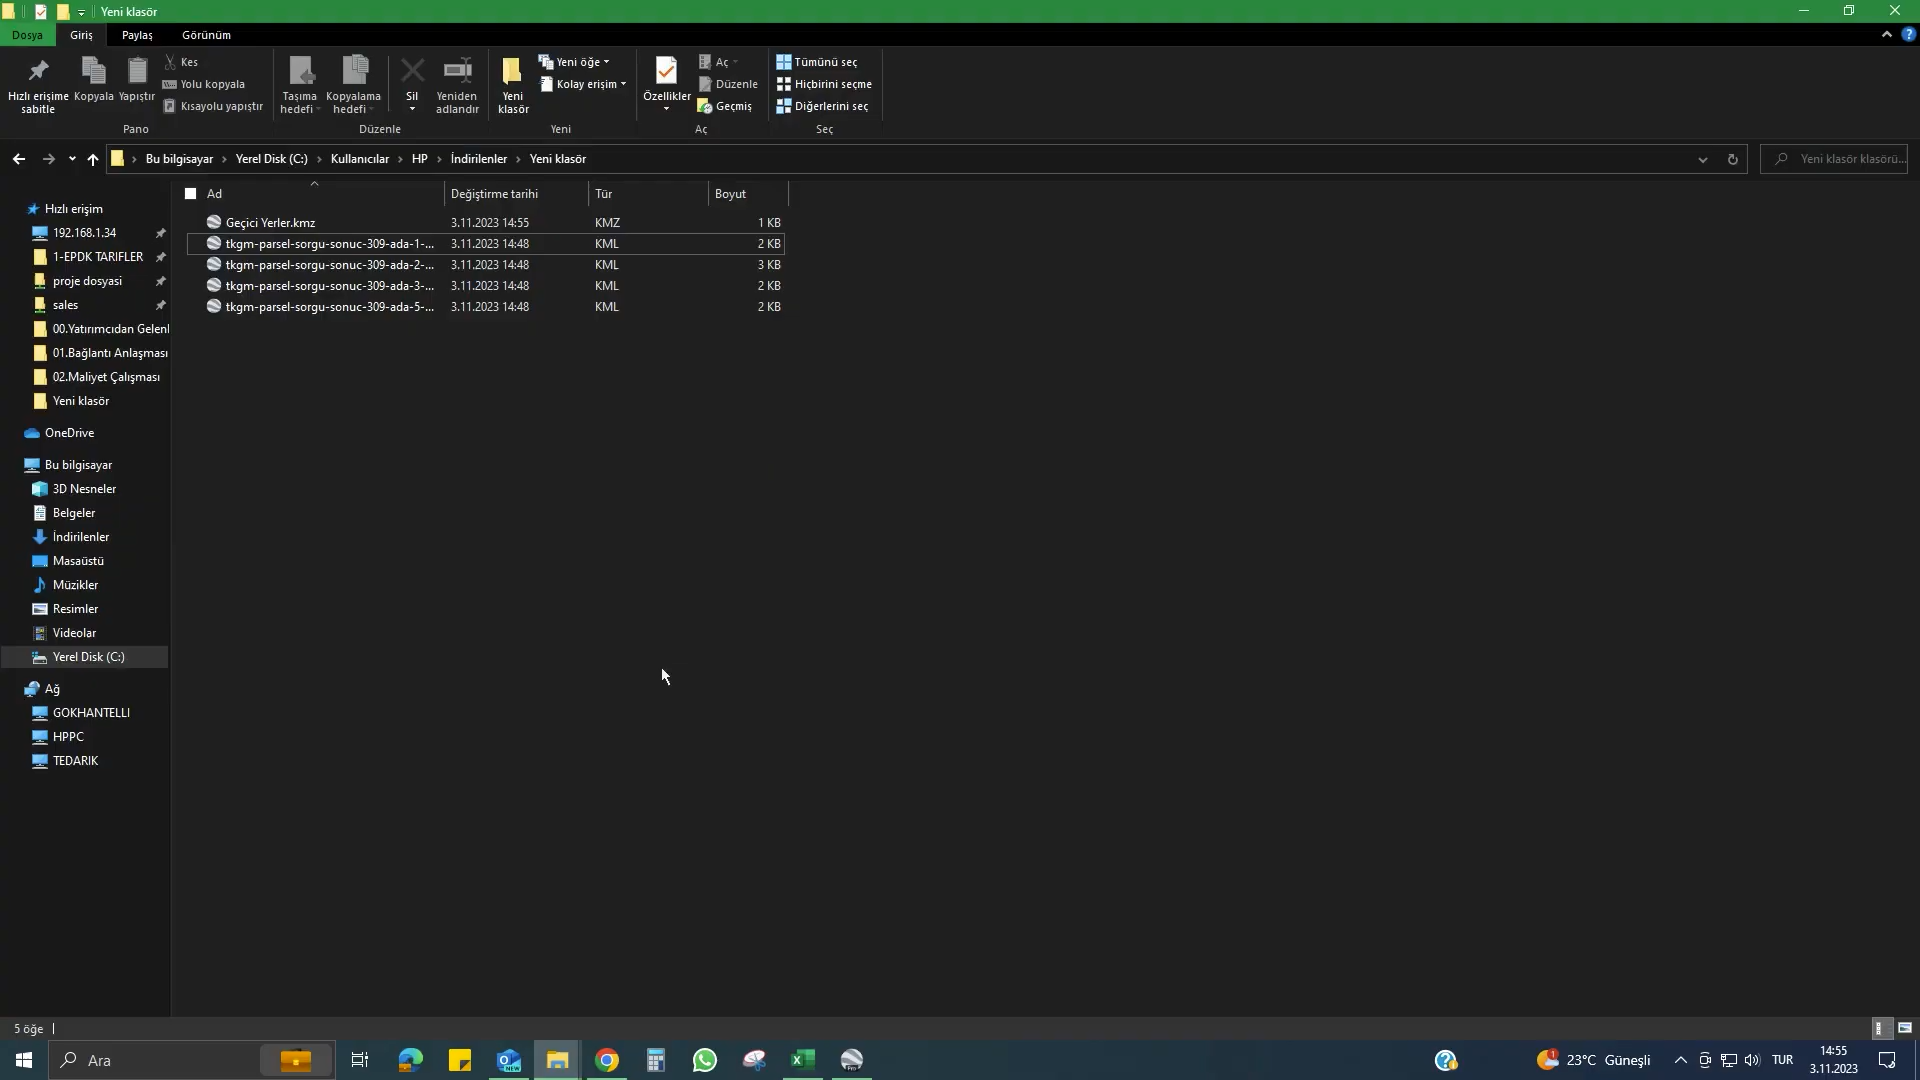 Yeni klasör
Dosya Giriş Paylaş Görünüm
Hızlı erişime sabitle
Kopyala
Yapıştır
Kes
Yolu kopyala
Kısayolu yapıştır
Pano
Taşıma hedefi
Kopyalama hedefi
Sil
Yeniden adlandır
Düzenle
Yeni klasör
Yeni öğe
Kolay erişim
Yeni
Özellikler
Aç
Düzenle
Geçmiş
Aç
Tümünü seç
Hiçbirini seçme
Diğerlerini seç
Seç
Bu bilgisayar › Yerel Disk (C:) › Kullanıcılar › HP › İndirilenler › Yeni klasör
Yeni klasör klasörü...
Ad Değiştirme tarihi Tür Boyut
Geçici Yerler.kmz 3.11.2023 14:55 KMZ 1 KB
tkgm-parsel-sorgu-sonuc-309-ada-1-... 3.11.2023 14:48 KML 2 KB
tkgm-parsel-sorgu-sonuc-309-ada-2-... 3.11.2023 14:48 KML 3 KB
tkgm-parsel-sorgu-sonuc-309-ada-3-... 3.11.2023 14:48 KML 2 KB
tkgm-parsel-sorgu-sonuc-309-ada-5-... 3.11.2023 14:48 KML 2 KB
Hızlı erişim
192.168.1.34
1-EPDK TARIFLER
proje dosyasi
sales
00.Yatırımcıdan Gelenl
01.Bağlantı Anlaşması
02.Maliyet Çalışması
Yeni klasör
OneDrive
Bu bilgisayar
3D Nesneler
Belgeler
İndirilenler
Masaüstü
Müzikler
Resimler
Videolar
Yerel Disk (C:)
Ağ
GOKHANTELLI
HPPC
TEDARIK
5 öğe
Ara
NEW
Pro
1
23°C Güneşli
TUR
14:55
3.11.2023